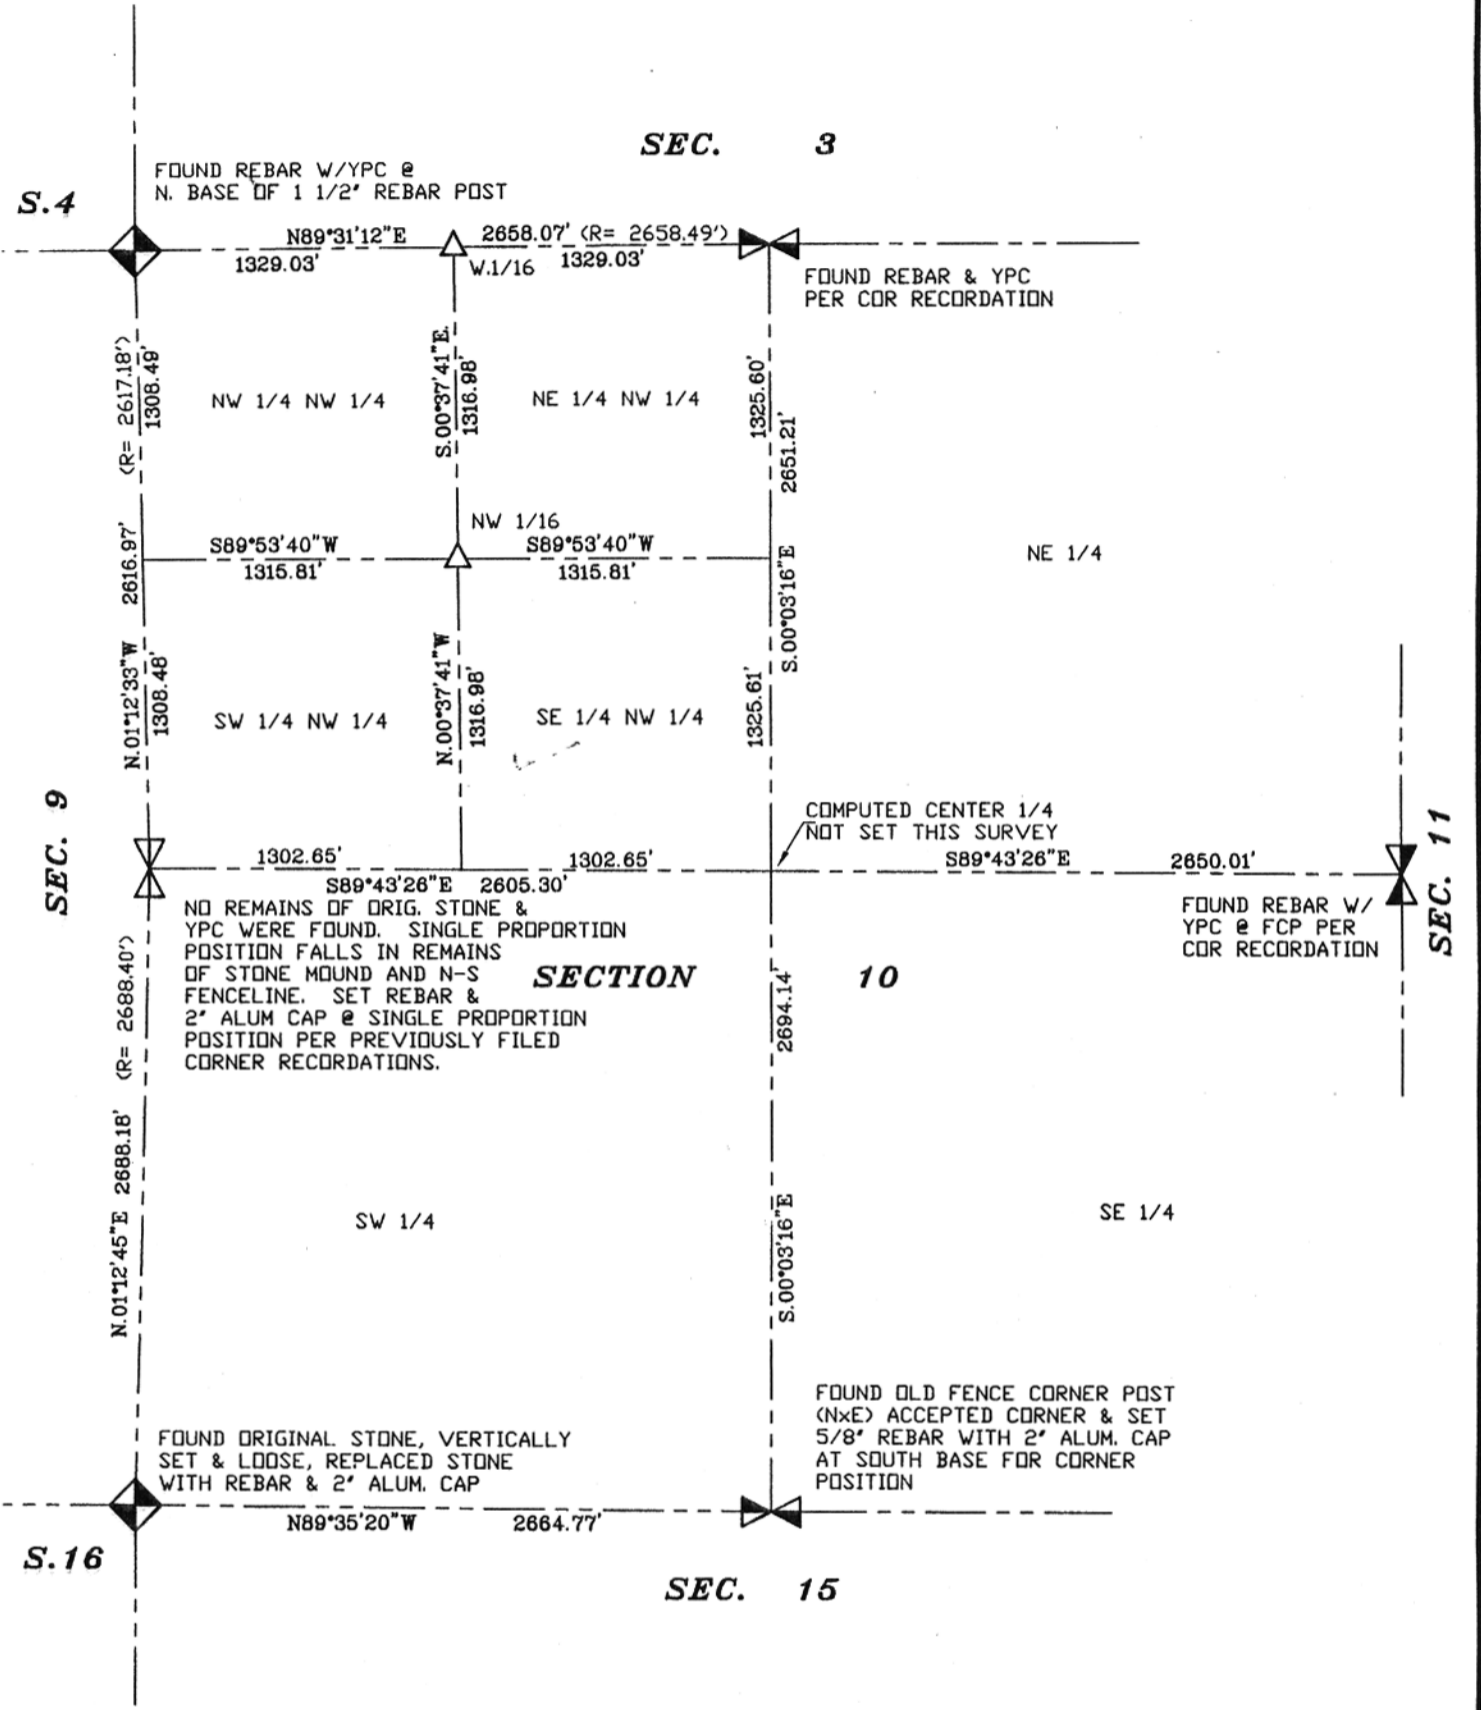 SEC. 3
FOUND REBAR W/YPC @
N. BASE OF 1 1/2" REBAR POST
S.4
N89°31'12"E
1329.03'
2658.07' (R= 2658.49')
1329.03'
W.1/16
FOUND REBAR & YPC
PER COR RECORDATION
(R= 2617.18')
1308.49'
NW 1/4 NW 1/4
S.00°37'41"E.
1316.98'
NE 1/4 NW 1/4
1325.60'
2651.21'
NW 1/16
S89°53'40"W
1315.81'
S89°53'40"W
1315.81'
NE 1/4
2616.97'
S.00°03'16"E
N.01°12'33"W
1308.48'
SW 1/4 NW 1/4
N.00°37'41"W
1316.98'
SE 1/4 NW 1/4
1325.61'
SEC. 9
COMPUTED CENTER 1/4
NOT SET THIS SURVEY
SEC. 11
1302.65'
1302.65'
S89°43'26"E 2605.30'
S89°43'26"E 2650.01'
NO REMAINS OF ORIG. STONE &
YPC WERE FOUND. SINGLE PROPORTION
POSITION FALLS IN REMAINS
OF STONE MOUND AND N-S
FENCELINE. SET REBAR &
2" ALUM CAP @ SINGLE PROPORTION
POSITION PER PREVIOUSLY FILED
CORNER RECORDATIONS.
FOUND REBAR W/
YPC @ FCP PER
COR RECORDATION
SECTION 10
(R= 2688.40')
2694.14'
N.01°12'45"E 2688.18'
SW 1/4
S.00°03'16"E
SE 1/4
FOUND OLD FENCE CORNER POST
(NxE) ACCEPTED CORNER & SET
5/8" REBAR WITH 2" ALUM. CAP
AT SOUTH BASE FOR CORNER
POSITION
FOUND ORIGINAL STONE, VERTICALLY
SET & LOOSE, REPLACED STONE
WITH REBAR & 2" ALUM. CAP
N89°35'20"W 2664.77'
S.16
SEC. 15